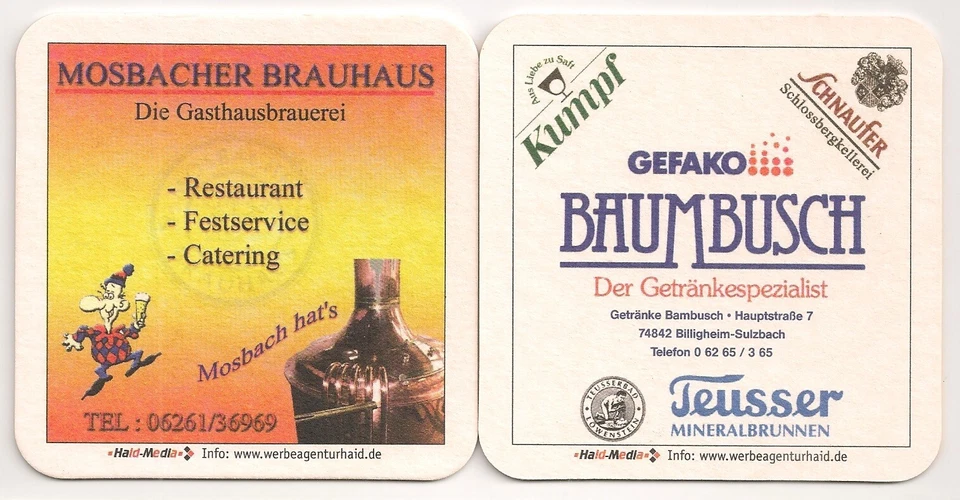 MOSBACHER BRAUHAUS
Die Gasthausbrauerei
- Restaurant
- Festservice
- Catering
Mosbach hat's
TEL : 06261/36969
Haid-Media Info: www.werbeagenturhaid.de
Aus Liebe zu Saft
Kumpf
SCHNAUFER
Schlossbergkellerei
GEFAKO
BAUMBUSCH
Der Getränkespezialist
Getränke Bambusch • Hauptstraße 7
74842 Billigheim-Sulzbach
Telefon 0 62 65 / 3 65
TEUSSERBAD
LÖWENSTEIN
Teusser
MINERALBRUNNEN
Haid-Media Info: www.werbeagenturhaid.de